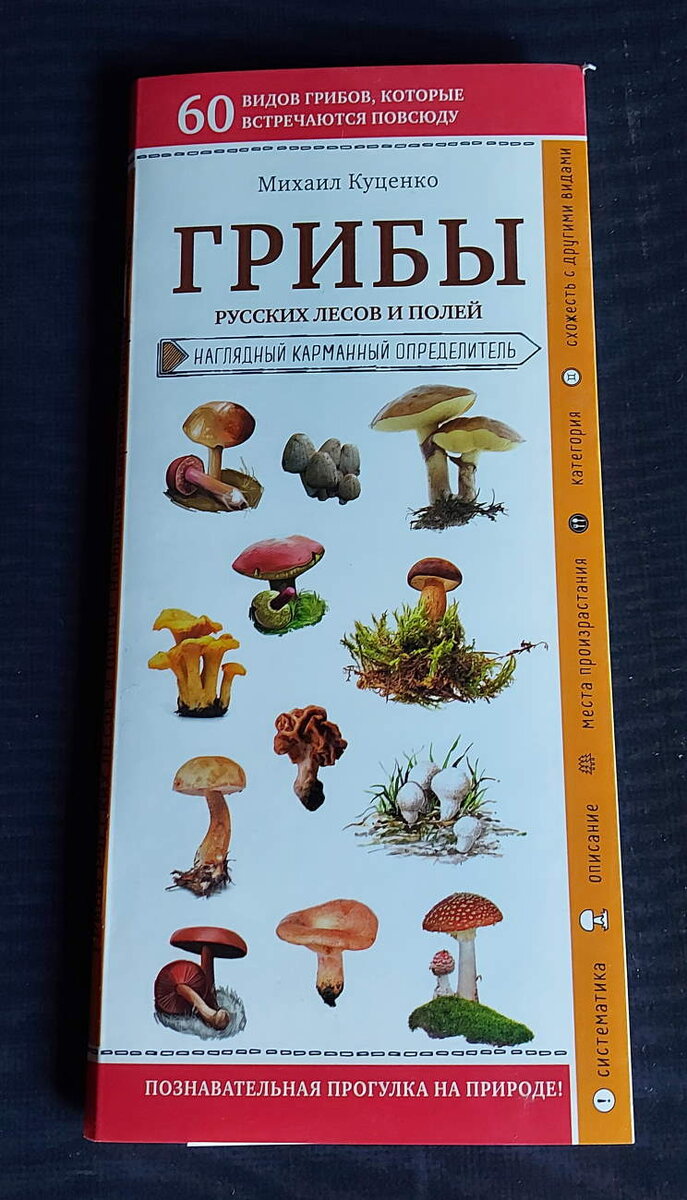 60 ВИДОВ ГРИБОВ, КОТОРЫЕ
ВСТРЕЧАЮТСЯ ПОВСЮДУ
Михаил Куценко
ГРИБЫ
РУССКИХ ЛЕСОВ И ПОЛЕЙ
НАГЛЯДНЫЙ КАРМАННЫЙ ОПРЕДЕЛИТЕЛЬ
ПОЗНАВАТЕЛЬНАЯ ПРОГУЛКА НА ПРИРОДЕ!
систематика
описание
места произрастания
категория
схожесть с другими видами